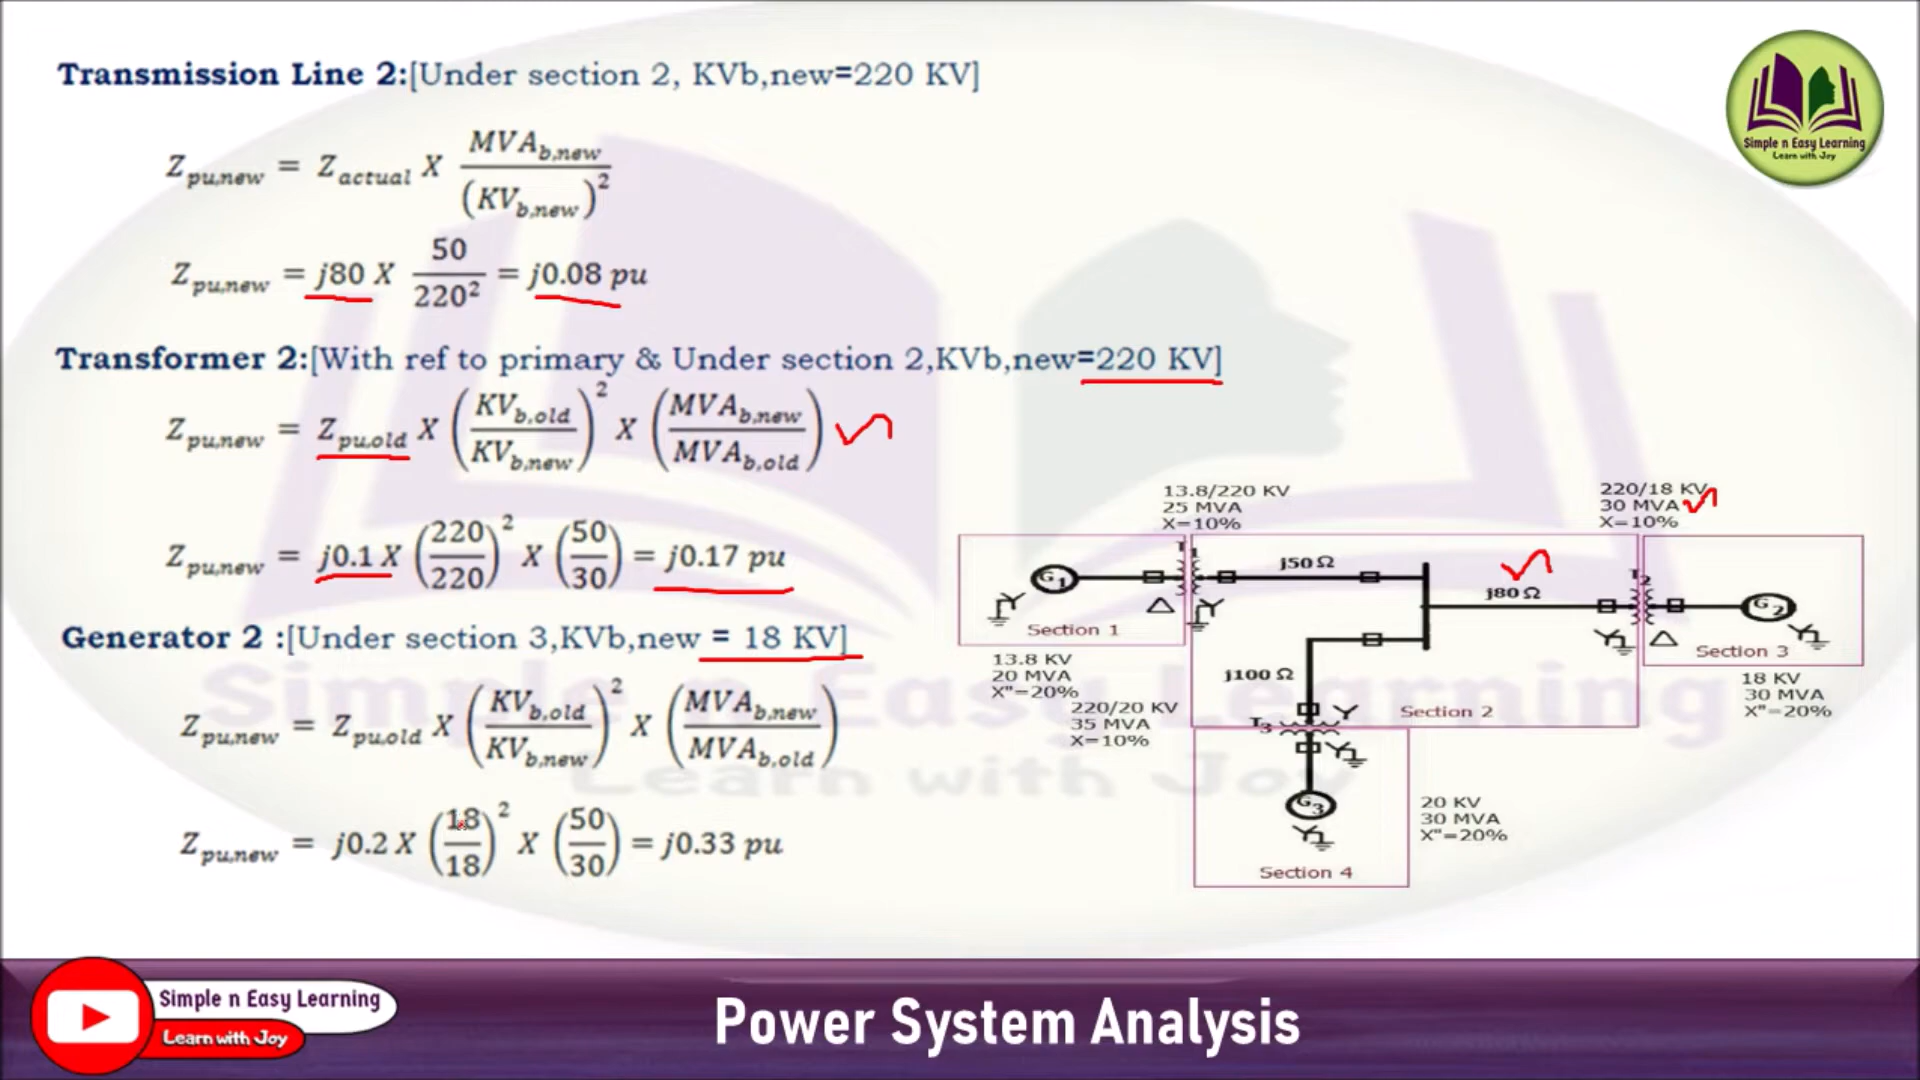 Transmission Line 2:[Under section 2, KVb,new=220 KV]
Z_pu,new = Z_actual X MVA_b,new / (KV_b,new)^2
Z_pu,new = j80 X 50 / 220² = j0.08 pu
Transformer 2:[With ref to primary & Under section 2,KVb,new=220 KV]
Z_pu,new = Z_pu,old X (KV_b,old / KV_b,new)^2 X (MVA_b,new / MVA_b,old)
Z_pu,new = j0.1 X (220 / 220)^2 X (50 / 30) = j0.17 pu
Generator 2 :[Under section 3,KVb,new = 18 KV]
Z_pu,new = Z_pu,old X (KV_b,old / KV_b,new)^2 X (MVA_b,new / MVA_b,old)
Z_pu,new = j0.2 X (18 / 18)^2 X (50 / 30) = j0.33 pu
Simple n Easy Learning
Learn with Joy
13.8/220 KV
25 MVA
X=10%
220/18 KV
30 MVA
X=10%
T1
j50 Ω
j80 Ω
T2
G1
G2
Section 1
Section 3
13.8 KV
20 MVA
X"=20%
j100 Ω
18 KV
30 MVA
X"=20%
220/20 KV
35 MVA
X=10%
Section 2
T3
G3
20 KV
30 MVA
X"=20%
Section 4
Simple n Easy Learning
Learn with Joy
Simple n Easy Learning
Learn with Joy
Power System Analysis